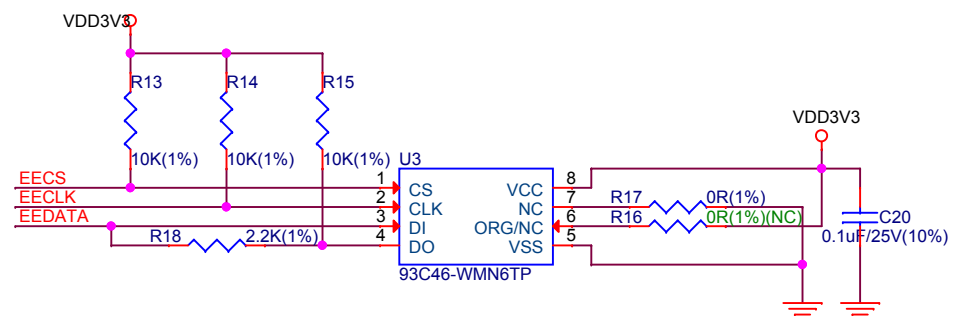 VDD3V3
R13
R14
R15
VDD3V3
10K(1%)
10K(1%)
10K(1%)
U3
EECS
1
CS
VCC
8
EECLK
2
CLK
NC
7
R17
0R(1%)
EEDATA
3
DI
ORG/NC
6
R16
0R(1%)(NC)
C20
R18
2.2K(1%)
4
DO
VSS
5
0.1uF/25V(10%)
93C46-WMN6TP